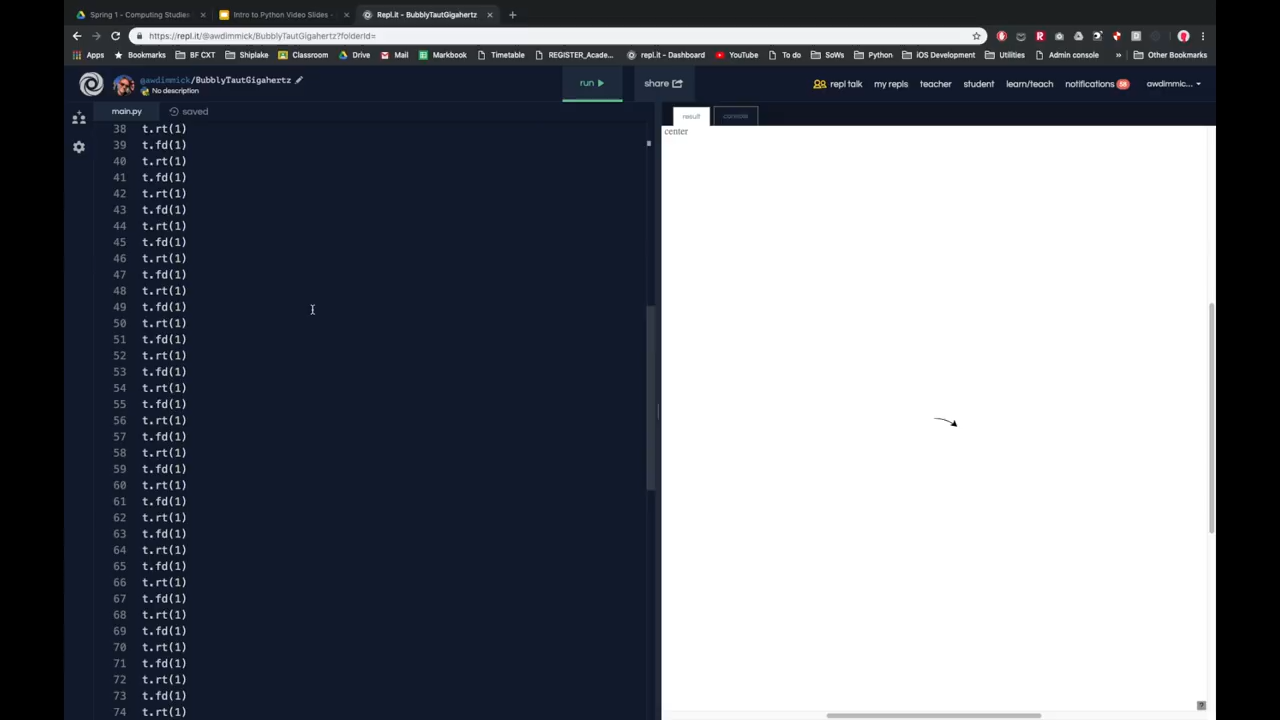 Spring 1 - Computing Studies
Intro to Python Video Slides -
Repl.it - BubblyTautGigahertz
https://repl.it/@awdimmick/BubblyTautGigahertz?folderId=
Apps Bookmarks BF CXT Shiplake Classroom Drive Mail Markbook Timetable REGISTER_Acade... repl.it - Dashboard YouTube To do SoWs Python iOS Development Utilities Admin console » Other Bookmarks
@awdimmick/BubblyTautGigahertz
No description
run
share
repl talk my repls teacher student learn/teach notifications 58 awdimmic...
main.py saved
result console
center
38 t.rt(1)
39 t.fd(1)
40 t.rt(1)
41 t.fd(1)
42 t.rt(1)
43 t.fd(1)
44 t.rt(1)
45 t.fd(1)
46 t.rt(1)
47 t.fd(1)
48 t.rt(1)
49 t.fd(1)
50 t.rt(1)
51 t.fd(1)
52 t.rt(1)
53 t.fd(1)
54 t.rt(1)
55 t.fd(1)
56 t.rt(1)
57 t.fd(1)
58 t.rt(1)
59 t.fd(1)
60 t.rt(1)
61 t.fd(1)
62 t.rt(1)
63 t.fd(1)
64 t.rt(1)
65 t.fd(1)
66 t.rt(1)
67 t.fd(1)
68 t.rt(1)
69 t.fd(1)
70 t.rt(1)
71 t.fd(1)
72 t.rt(1)
73 t.fd(1)
74 t.rt(1)
?